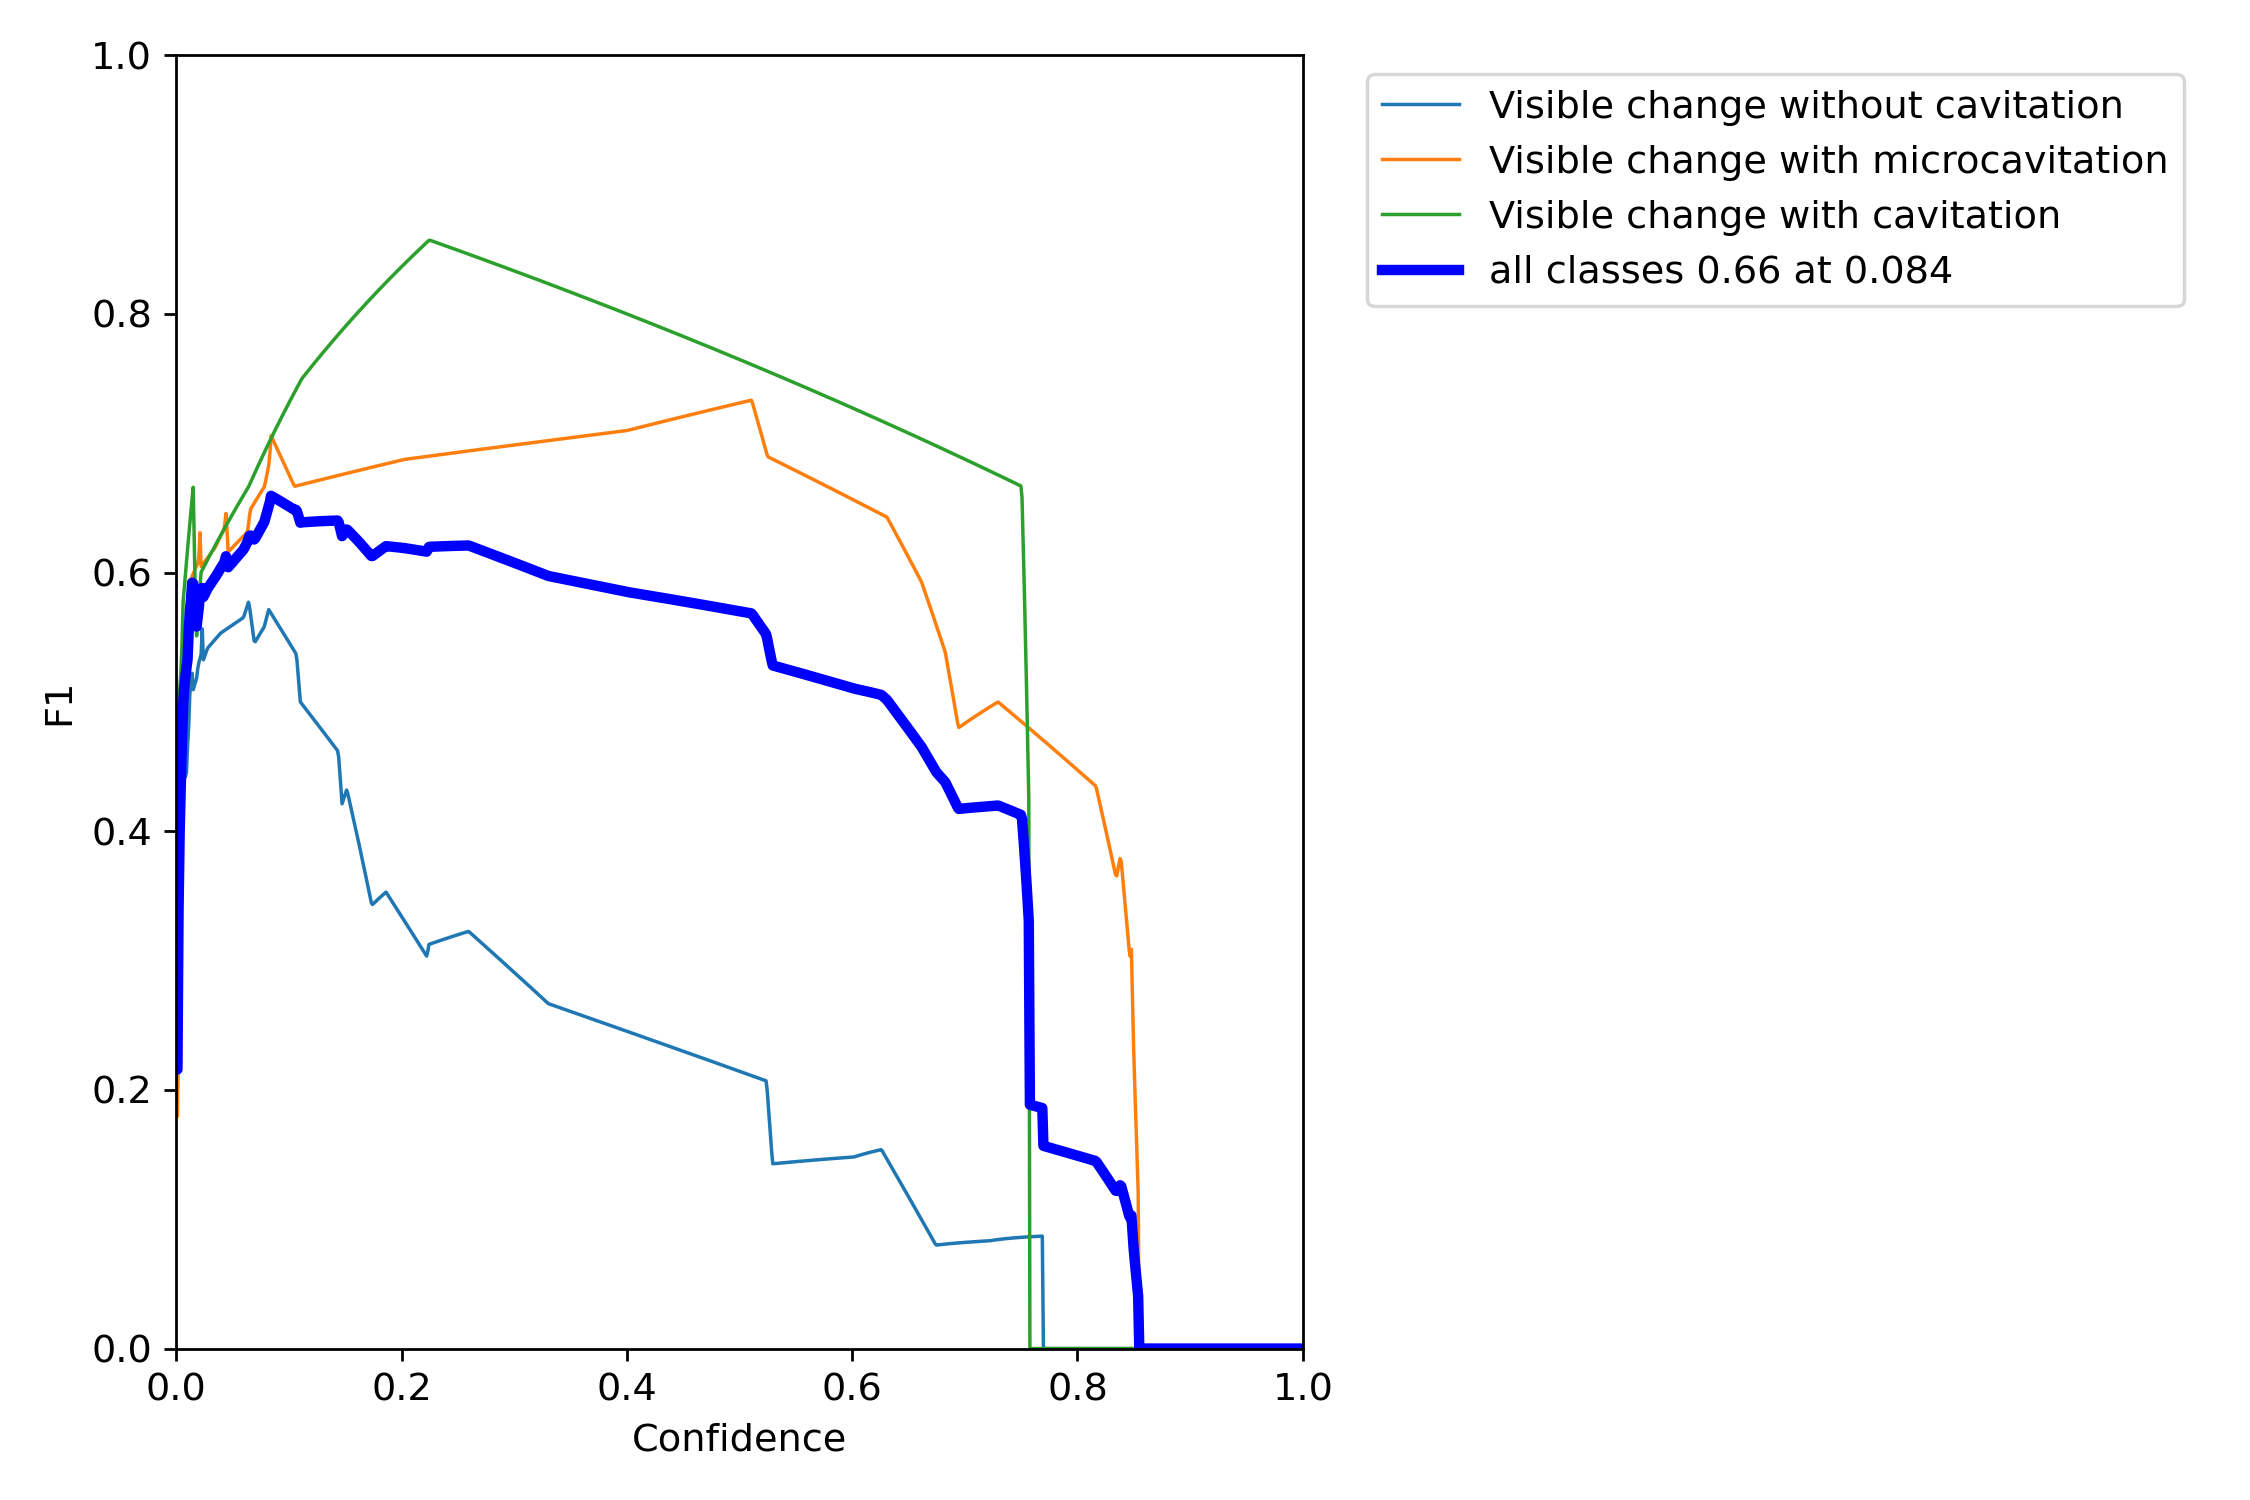 1.0
0.8
0.6
0.4
0.2
0.0
F1
0.0 0.2 0.4 0.6 0.8 1.0
Confidence
Visible change without cavitation
Visible change with microcavitation
Visible change with cavitation
all classes 0.66 at 0.084